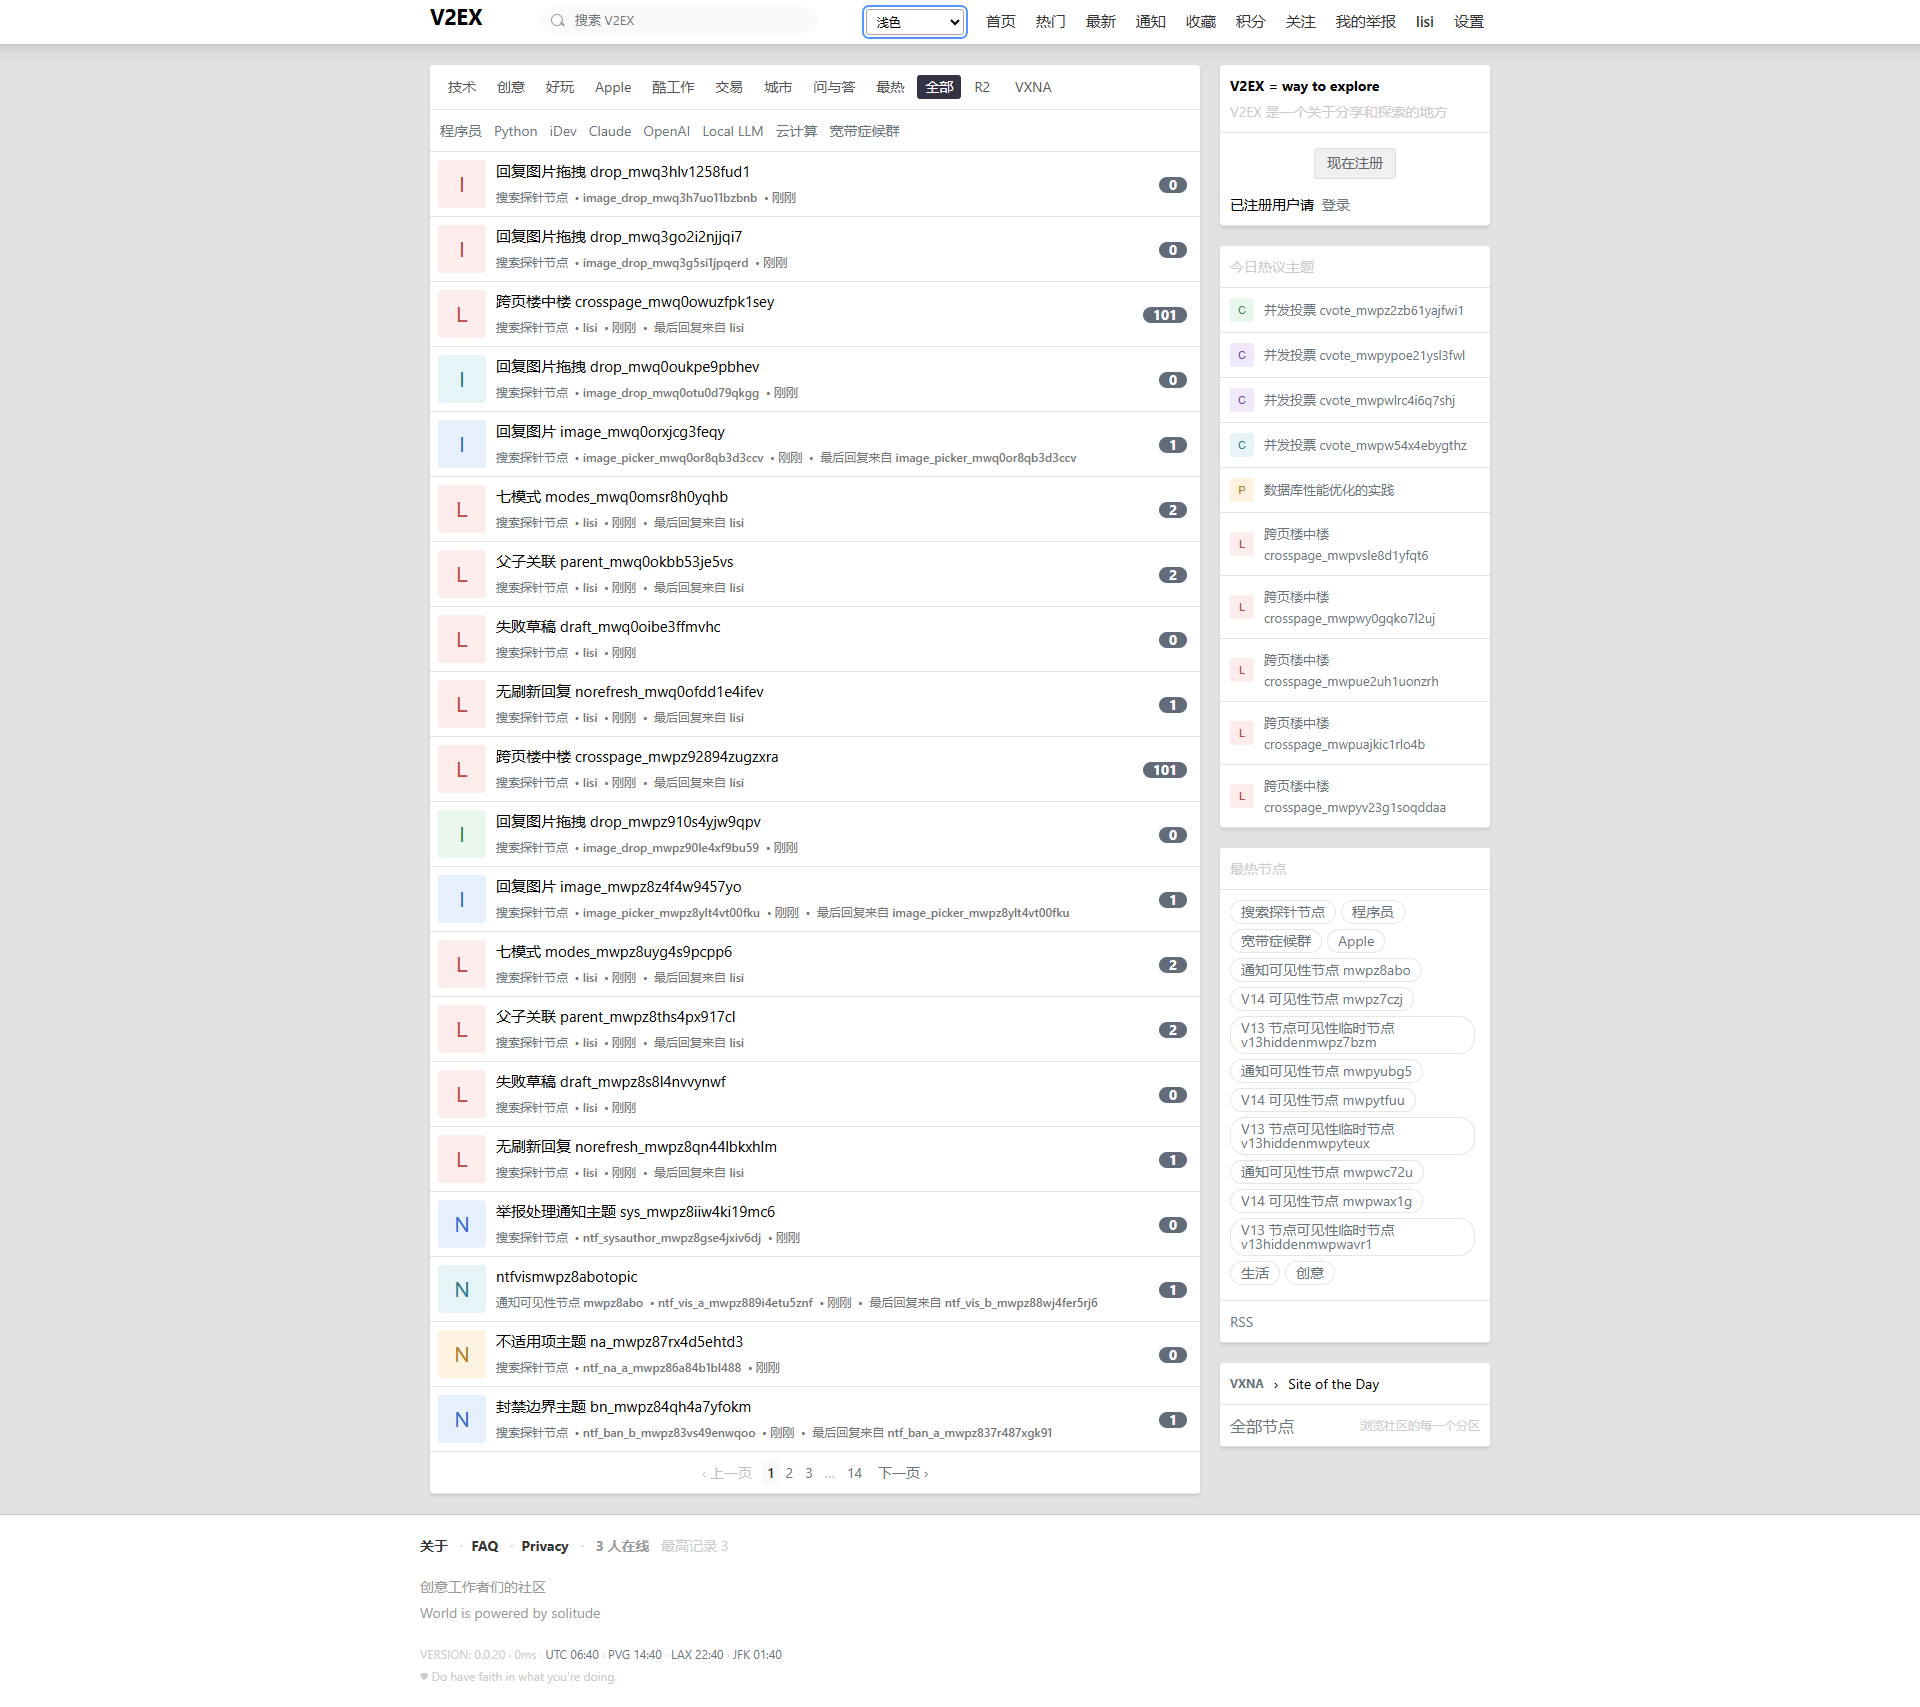 V2EX
搜索 V2EX
浅色
首页 热门 最新 通知 收藏 积分 关注 我的举报 lisi 设置
技术 创意 好玩 Apple 酷工作 交易 城市 问与答 最热 全部 R2 VXNA
程序员 Python iDev Claude OpenAI Local LLM 云计算 宽带症候群
I
回复图片拖拽 drop_mwq3hlv1258fud1
搜索探针节点 • image_drop_mwq3h7uo11bzbnb • 刚刚
0
I
回复图片拖拽 drop_mwq3go2i2njjqi7
搜索探针节点 • image_drop_mwq3g5si1jpqerd • 刚刚
0
L
跨页楼中楼 crosspage_mwq0owuzfpk1sey
搜索探针节点 • lisi • 刚刚 • 最后回复来自 lisi
101
I
回复图片拖拽 drop_mwq0oukpe9pbhev
搜索探针节点 • image_drop_mwq0otu0d79qkgg • 刚刚
0
I
回复图片 image_mwq0orxjcg3feqy
搜索探针节点 • image_picker_mwq0or8qb3d3ccv • 刚刚 • 最后回复来自 image_picker_mwq0or8qb3d3ccv
1
L
七模式 modes_mwq0omsr8h0yqhb
搜索探针节点 • lisi • 刚刚 • 最后回复来自 lisi
2
L
父子关联 parent_mwq0okbb53je5vs
搜索探针节点 • lisi • 刚刚 • 最后回复来自 lisi
2
L
失败草稿 draft_mwq0oibe3ffmvhc
搜索探针节点 • lisi • 刚刚
0
L
无刷新回复 norefresh_mwq0ofdd1e4ifev
搜索探针节点 • lisi • 刚刚 • 最后回复来自 lisi
1
L
跨页楼中楼 crosspage_mwpz92894zugzxra
搜索探针节点 • lisi • 刚刚 • 最后回复来自 lisi
101
I
回复图片拖拽 drop_mwpz910s4yjw9qpv
搜索探针节点 • image_drop_mwpz90le4xf9bu59 • 刚刚
0
I
回复图片 image_mwpz8z4f4w9457yo
搜索探针节点 • image_picker_mwpz8ylt4vt00fku • 刚刚 • 最后回复来自 image_picker_mwpz8ylt4vt00fku
1
L
七模式 modes_mwpz8uyg4s9pcpp6
搜索探针节点 • lisi • 刚刚 • 最后回复来自 lisi
2
L
父子关联 parent_mwpz8ths4px917cl
搜索探针节点 • lisi • 刚刚 • 最后回复来自 lisi
2
L
失败草稿 draft_mwpz8s8l4nvvynwf
搜索探针节点 • lisi • 刚刚
0
L
无刷新回复 norefresh_mwpz8qn44lbkxhlm
搜索探针节点 • lisi • 刚刚 • 最后回复来自 lisi
1
N
举报处理通知主题 sys_mwpz8iiw4ki19mc6
搜索探针节点 • ntf_sysauthor_mwpz8gse4jxiv6dj • 刚刚
0
N
ntfvismwpz8abotopic
通知可见性节点 mwpz8abo • ntf_vis_a_mwpz889i4etu5znf • 刚刚 • 最后回复来自 ntf_vis_b_mwpz88wj4fer5rj6
1
N
不适用项主题 na_mwpz87rx4d5ehtd3
搜索探针节点 • ntf_na_a_mwpz86a84b1bl488 • 刚刚
0
N
封禁边界主题 bn_mwpz84qh4a7yfokm
搜索探针节点 • ntf_ban_b_mwpz83vs49enwqoo • 刚刚 • 最后回复来自 ntf_ban_a_mwpz837r487xgk91
1
‹ 上一页 1 2 3 ... 14 下一页 ›
V2EX = way to explore
V2EX 是一个关于分享和探索的地方
现在注册
已注册用户请 登录
今日热议主题
C 并发投票 cvote_mwpz2zb61yajfwi1
C 并发投票 cvote_mwpypoe21ysl3fwl
C 并发投票 cvote_mwpwlrc4i6q7shj
C 并发投票 cvote_mwpw54x4ebygthz
P 数据库性能优化的实践
L 跨页楼中楼
crosspage_mwpvsle8d1yfqt6
L 跨页楼中楼
crosspage_mwpwy0gqko7l2uj
L 跨页楼中楼
crosspage_mwpue2uh1uonzrh
L 跨页楼中楼
crosspage_mwpuajkic1rlo4b
L 跨页楼中楼
crosspage_mwpyv23g1soqddaa
最热节点
搜索探针节点 程序员
宽带症候群 Apple
通知可见性节点 mwpz8abo
V14 可见性节点 mwpz7czj
V13 节点可见性临时节点
v13hiddenmwpz7bzm
通知可见性节点 mwpyubg5
V14 可见性节点 mwpytfuu
V13 节点可见性临时节点
v13hiddenmwpyteux
通知可见性节点 mwpwc72u
V14 可见性节点 mwpwax1g
V13 节点可见性临时节点
v13hiddenmwpwavr1
生活 创意
RSS
VXNA › Site of the Day
全部节点 浏览社区的每一个分区
关于 · FAQ · Privacy · 3 人在线 最高记录 3
创意工作者们的社区
World is powered by solitude
VERSION: 0.0.20 · 0ms · UTC 06:40 · PVG 14:40 · LAX 22:40 · JFK 01:40
♥ Do have faith in what you're doing.